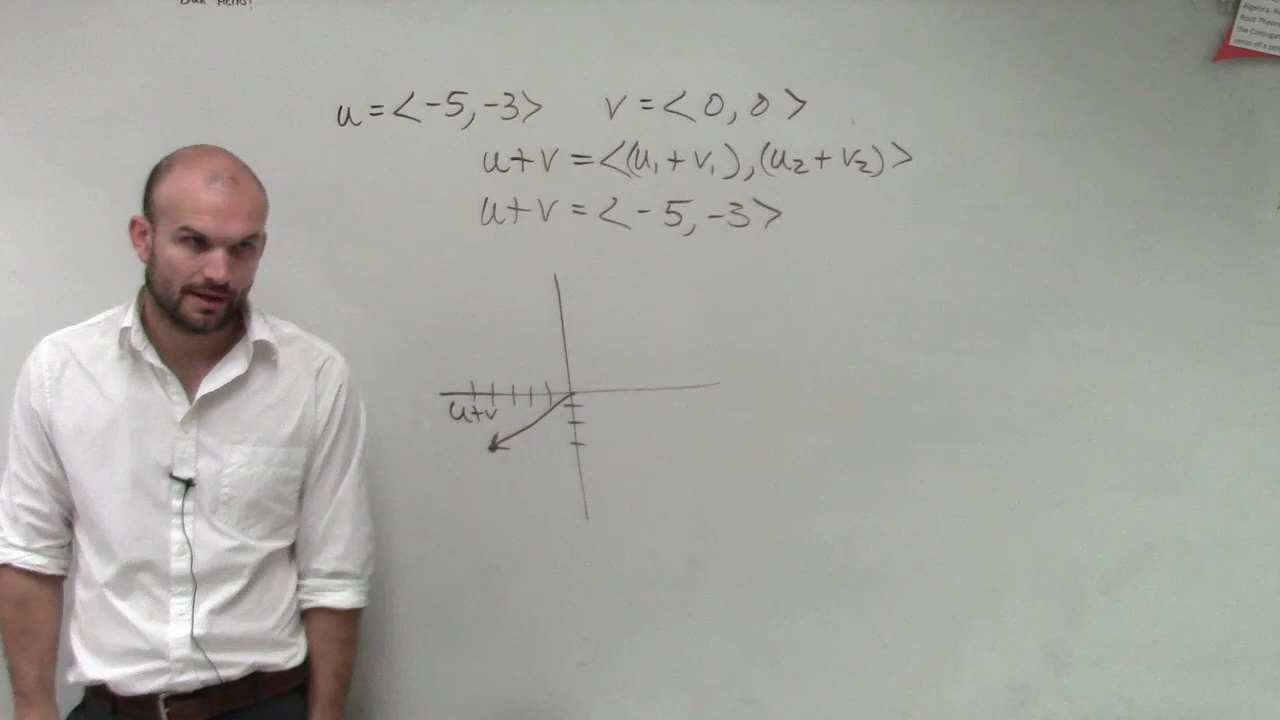 u = < -5, -3 > v = < 0, 0 >
u + v = < (u₁ + v₁), (u₂ + v₂) >
u + v = < -5, -3 >
u+v